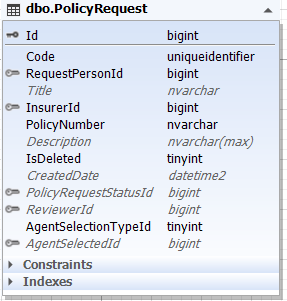 dbo.PolicyRequest
Id bigint
Code uniqueidentifier
RequestPersonId bigint
Title nvarchar
InsurerId bigint
PolicyNumber nvarchar
Description nvarchar(max)
IsDeleted tinyint
CreatedDate datetime2
PolicyRequestStatusId bigint
ReviewerId bigint
AgentSelectionTypeId tinyint
AgentSelectedId bigint
Constraints
Indexes